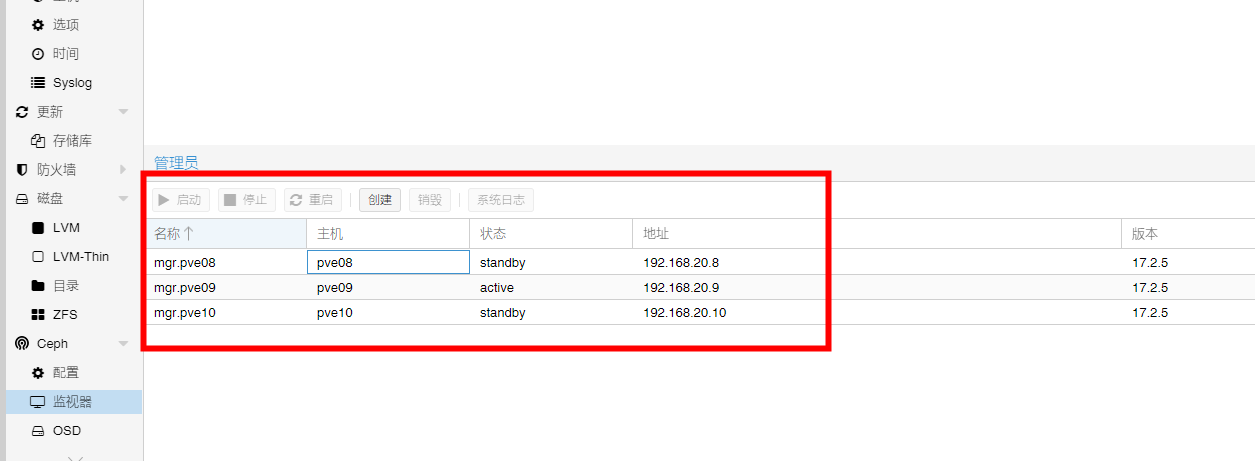 选项
时间
Syslog
更新
存储库
防火墙
磁盘
LVM
LVM-Thin
目录
ZFS
Ceph
配置
监视器
OSD
管理员
启动 停止 重启 创建 销毁 系统日志
名称 主机 状态 地址 版本
mgr.pve08 pve08 standby 192.168.20.8 17.2.5
mgr.pve09 pve09 active 192.168.20.9 17.2.5
mgr.pve10 pve10 standby 192.168.20.10 17.2.5